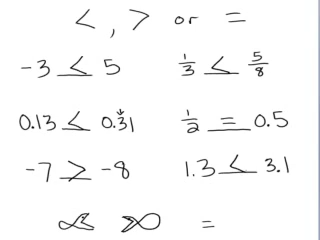 < , > or =
-3 < 5    1/3 < 5/8
0.13 < 0.31    1/2 = 0.5
-7 > -8    1.3 < 3.1
=